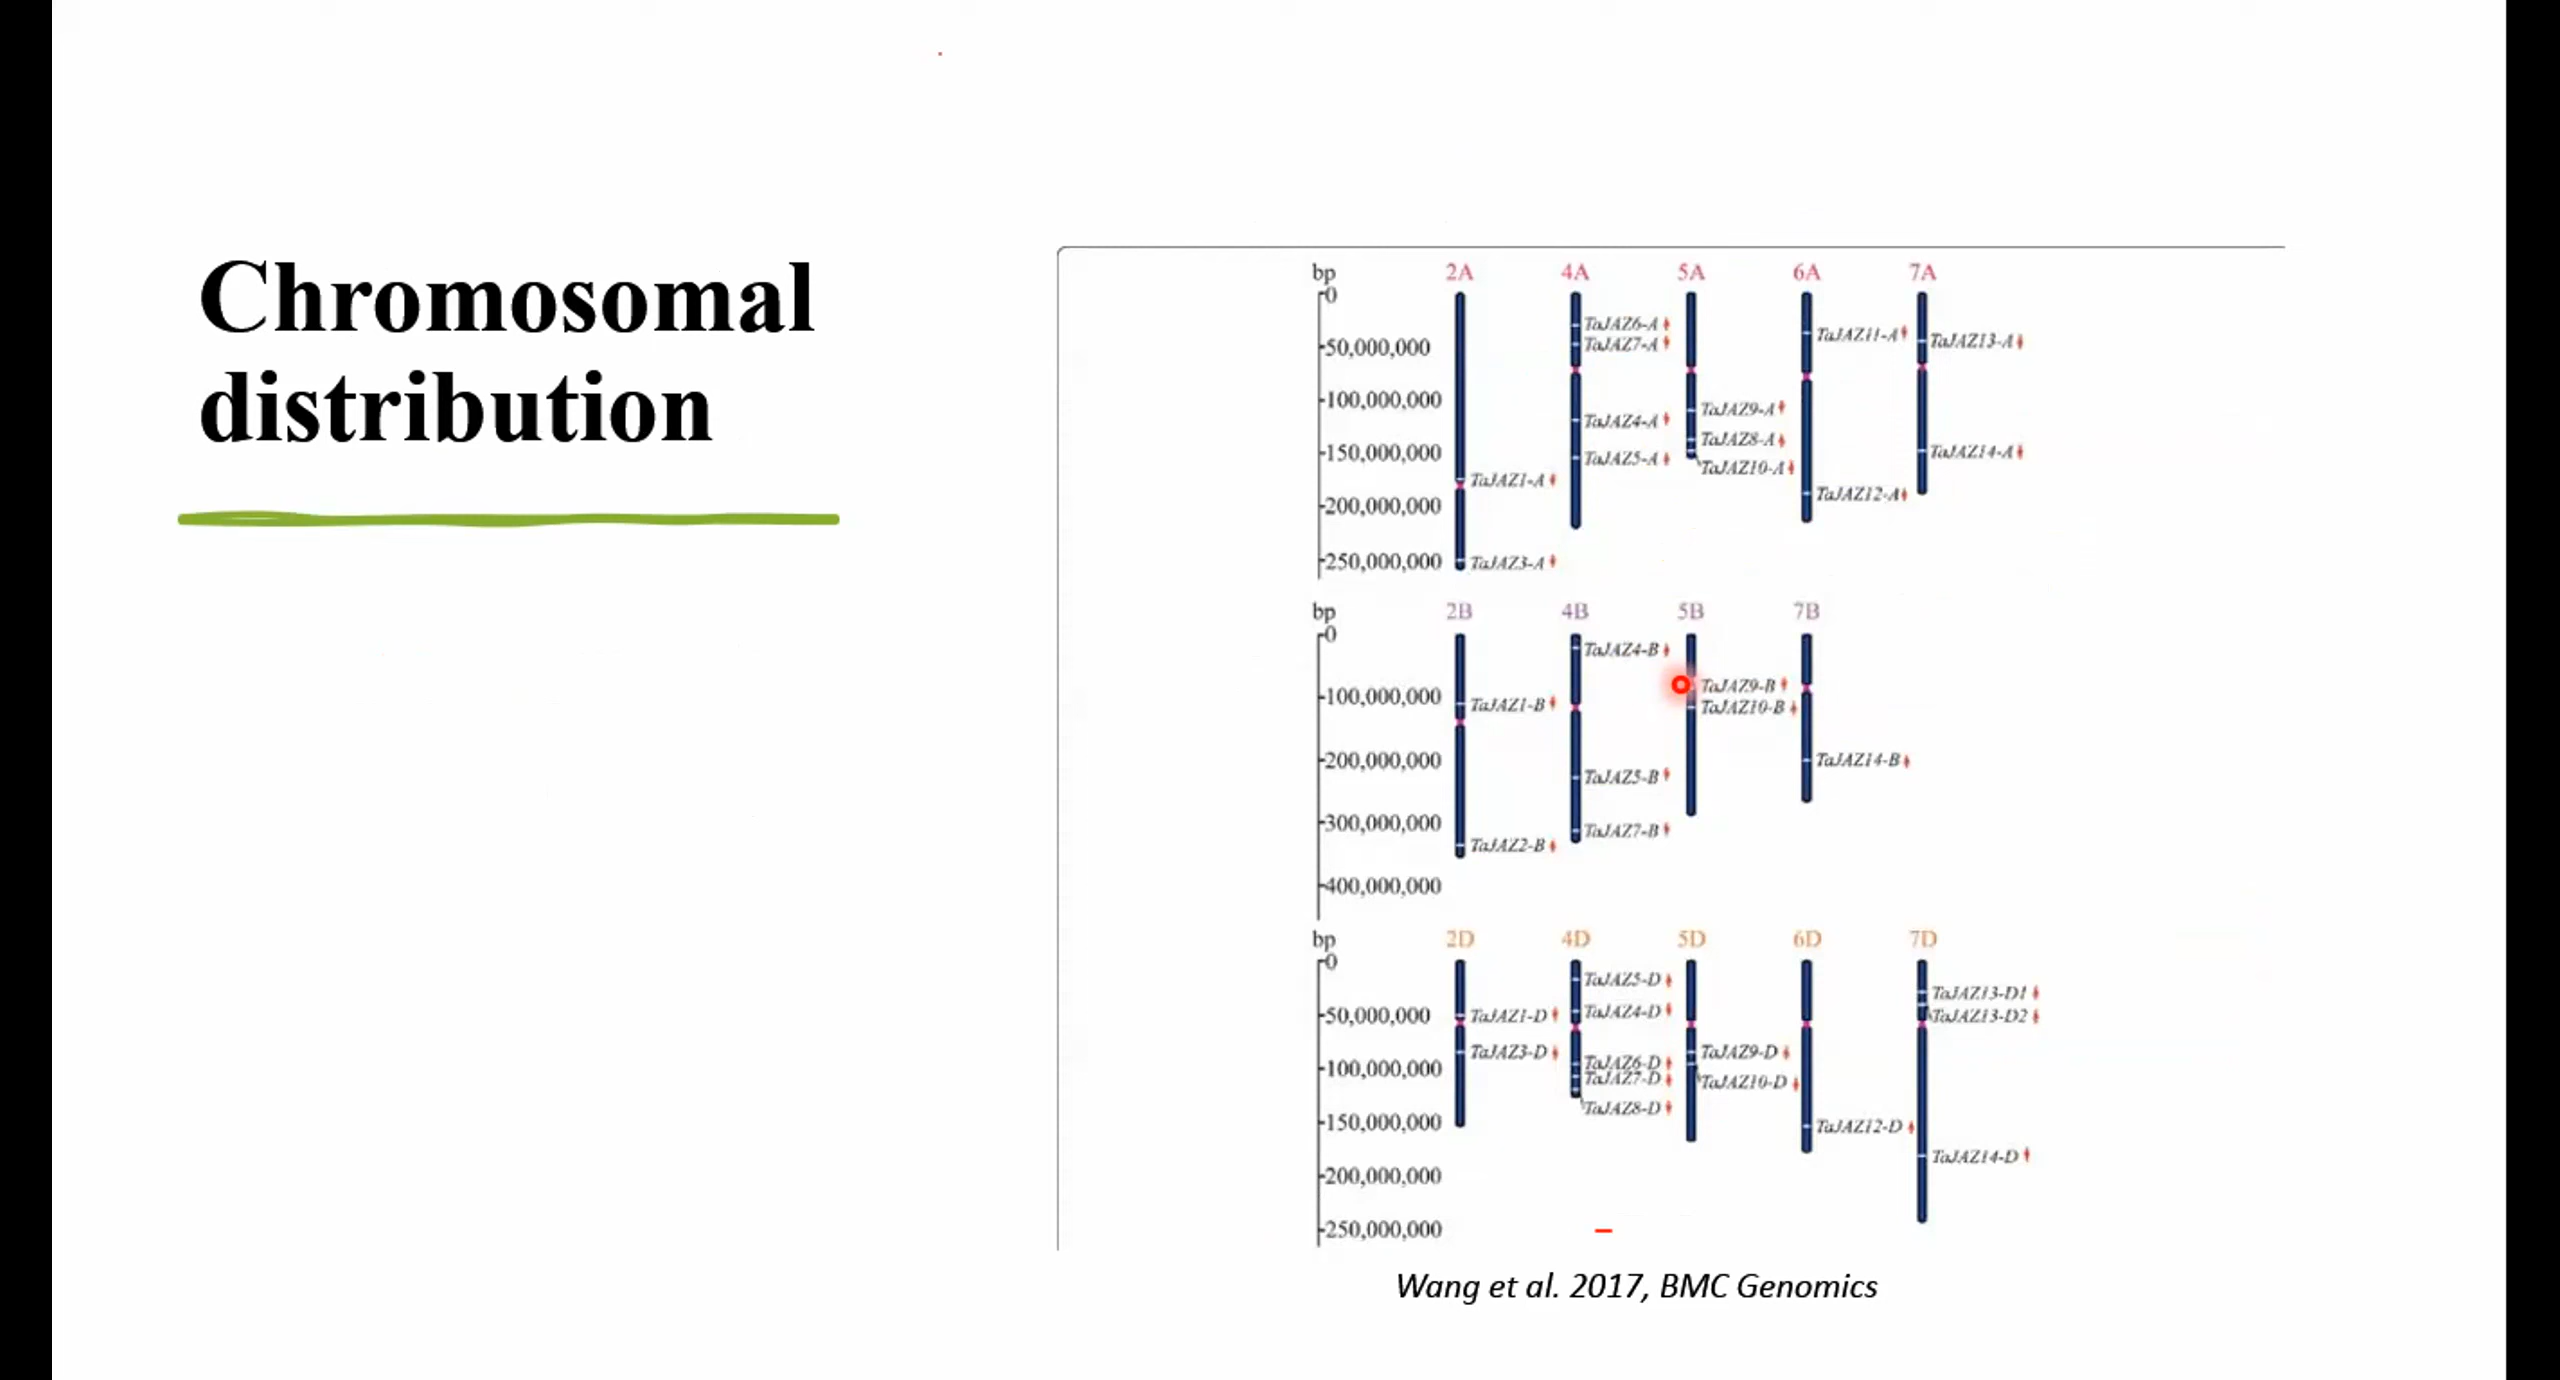 Chromosomal
distribution
bp 2A 4A 5A 6A 7A
0
TaJAZ6-A
TaJAZ11-A
TaJAZ13-A
50,000,000 TaJAZ7-A
100,000,000 TaJAZ9-A
TaJAZ4-A
TaJAZ8-A
150,000,000 TaJAZ5-A TaJAZ14-A
TaJAZ10-A
TaJAZ1-A
TaJAZ12-A
200,000,000
250,000,000 TaJAZ3-A
bp 2B 4B 5B 7B
0
TaJAZ4-B
TaJAZ9-B
100,000,000 TaJAZ1-B TaJAZ10-B
200,000,000 TaJAZ14-B
TaJAZ5-B
300,000,000 TaJAZ7-B
TaJAZ2-B
400,000,000
bp 2D 4D 5D 6D 7D
0
TaJAZ5-D
TaJAZ13-D1
50,000,000 TaJAZ1-D TaJAZ4-D TaJAZ13-D2
TaJAZ3-D TaJAZ9-D
100,000,000 TaJAZ6-D
TaJAZ7-D TaJAZ10-D
TaJAZ8-D
150,000,000 TaJAZ12-D
TaJAZ14-D
200,000,000
250,000,000
Wang et al. 2017, BMC Genomics